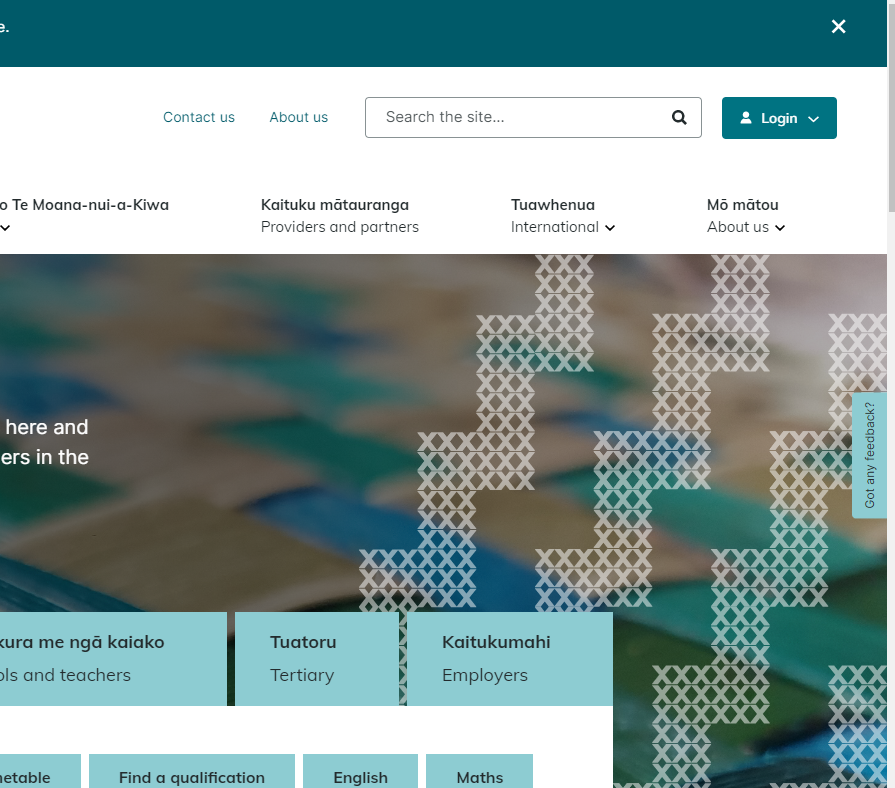 e.
Contact us
About us
Search the site...
Login
o Te Moana-nui-a-Kiwa
Kaituku mātauranga
Providers and partners
Tuawhenua
International
Mō mātou
About us
here and
ers in the
Got any feedback?
kura me ngā kaiako
ols and teachers
Tuatoru
Tertiary
Kaitukumahi
Employers
netable
Find a qualification
English
Maths